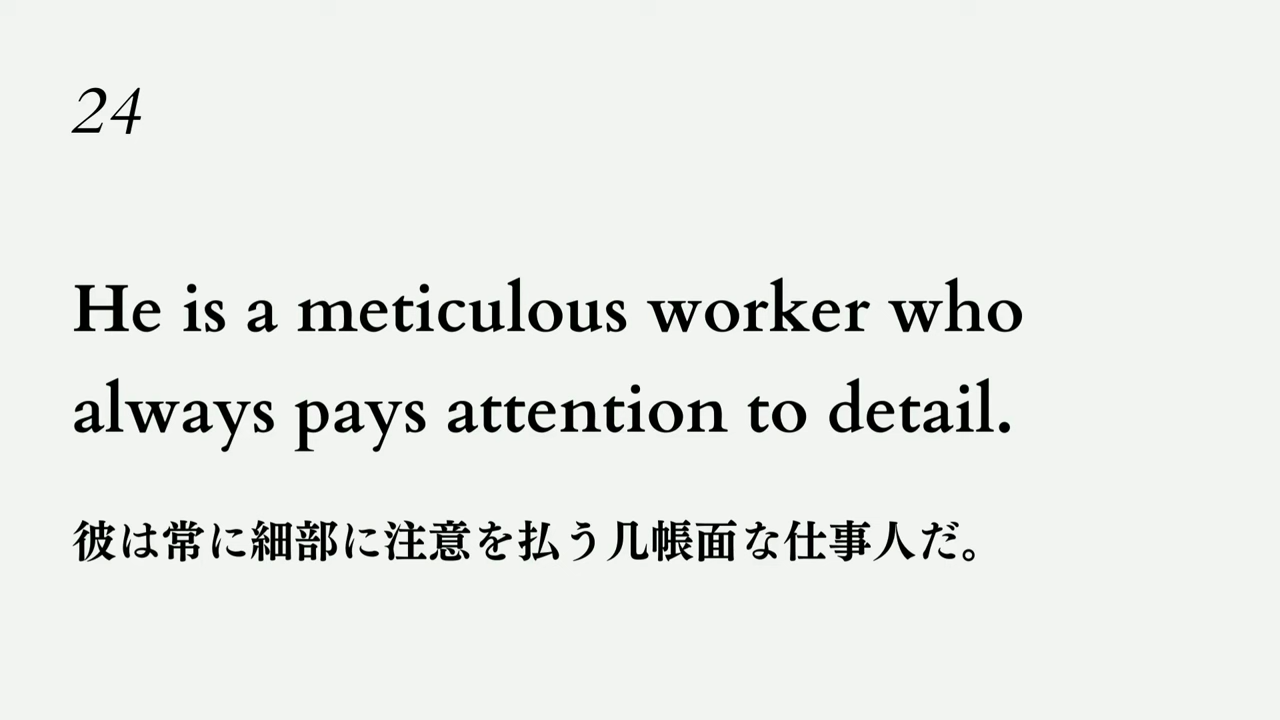 24
He is a meticulous worker who
always pays attention to detail.
彼は常に細部に注意を払う几帳面な仕事人だ。